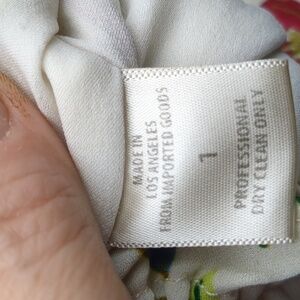 MADE IN
LOS ANGELES
FROM IMPORTED GOODS
1
PROFESSIONAL
DRY CLEAN ONLY